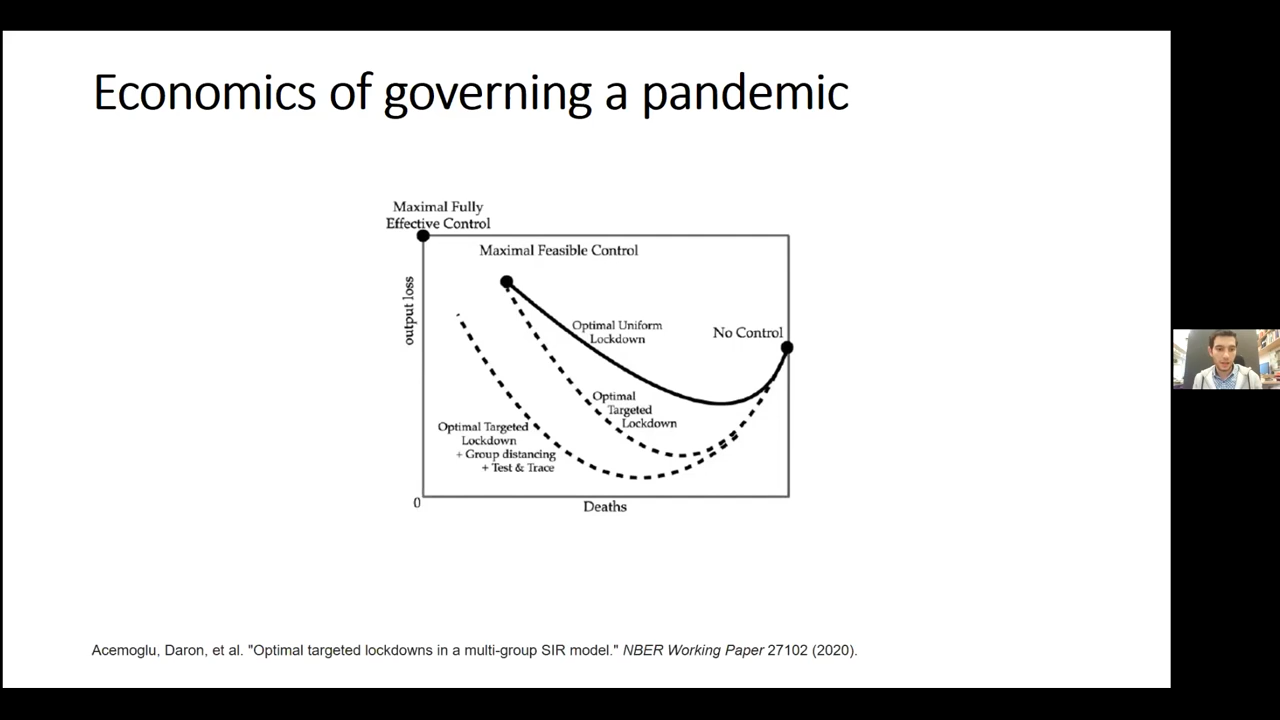 Economics of governing a pandemic
Maximal Fully
Effective Control
Maximal Feasible Control
output loss
Optimal Uniform
Lockdown
No Control
Optimal
Targeted
Lockdown
Optimal Targeted
Lockdown
+ Group distancing
+ Test & Trace
0
Deaths
Acemoglu, Daron, et al. "Optimal targeted lockdowns in a multi-group SIR model." NBER Working Paper 27102 (2020).